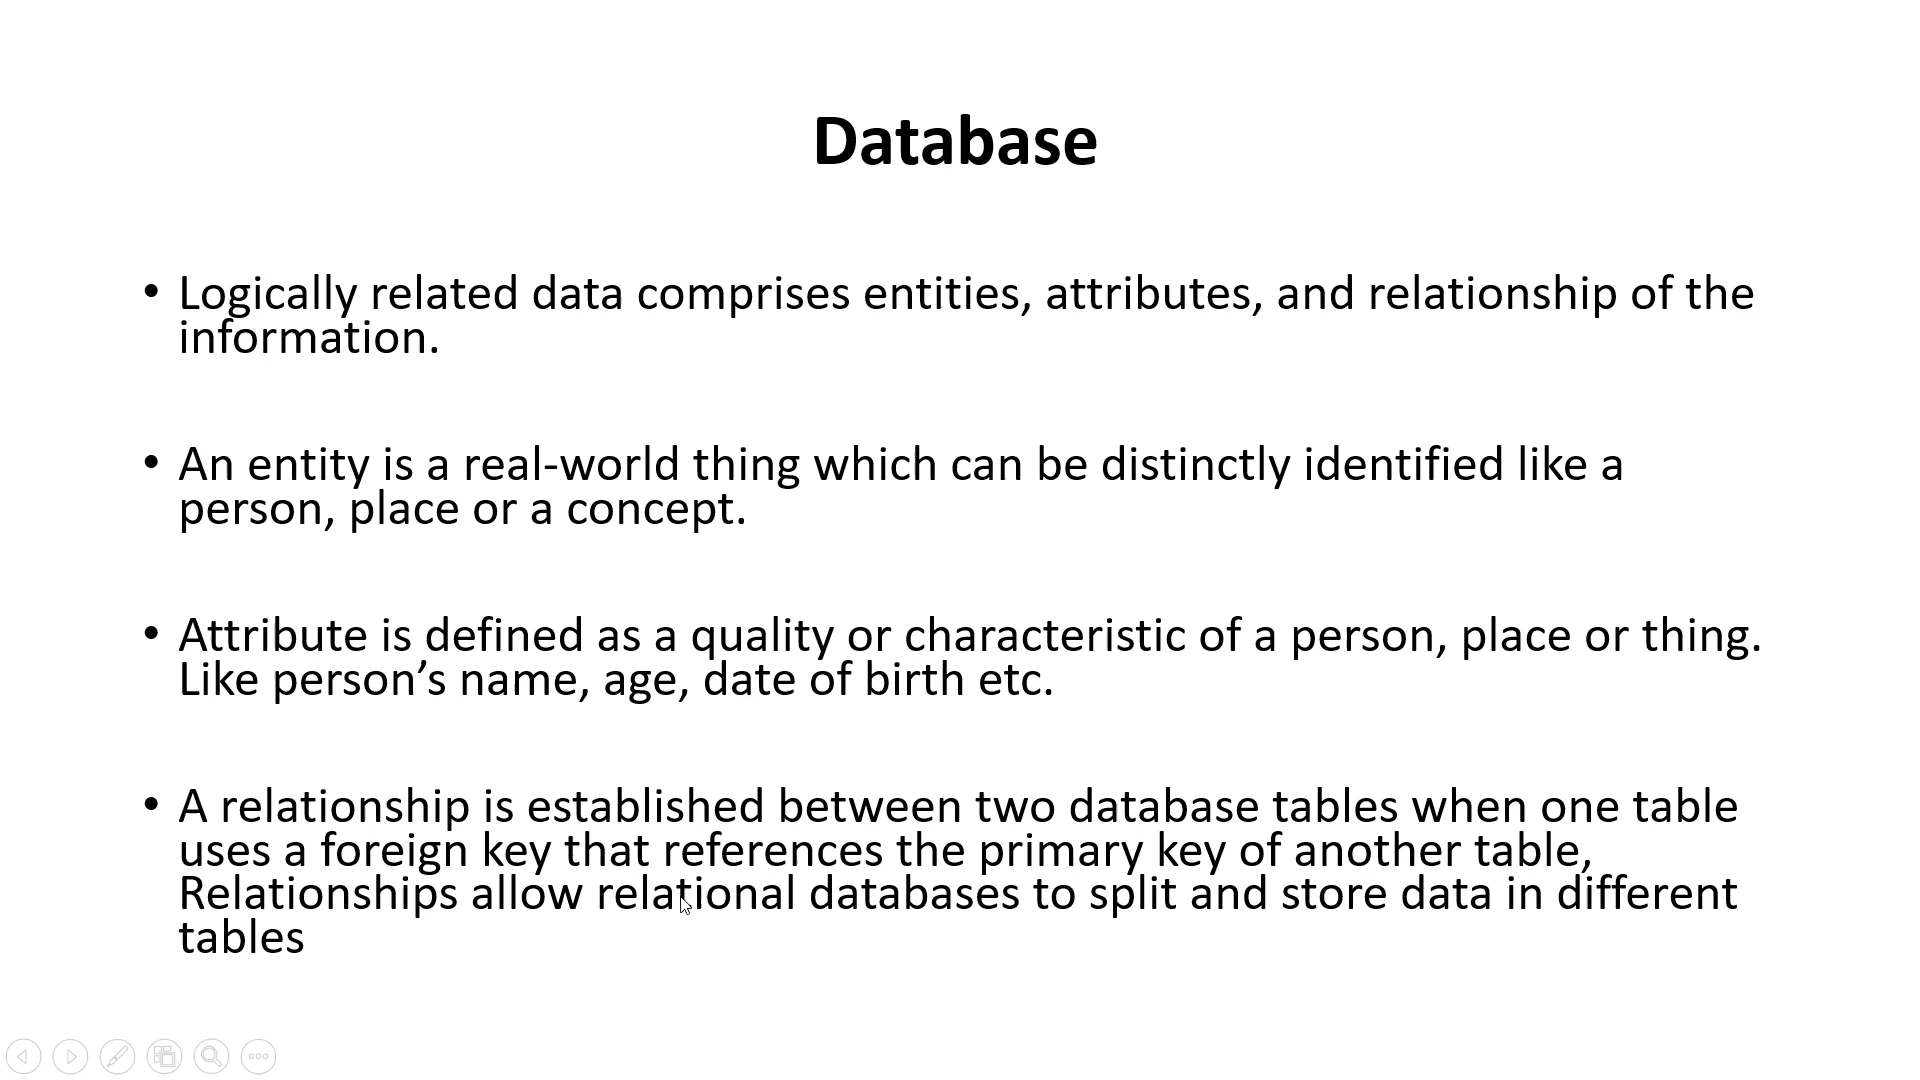 Database
• Logically related data comprises entities, attributes, and relationship of the
information.
• An entity is a real-world thing which can be distinctly identified like a
person, place or a concept.
• Attribute is defined as a quality or characteristic of a person, place or thing.
Like person’s name, age, date of birth etc.
• A relationship is established between two database tables when one table
uses a foreign key that references the primary key of another table,
Relationships allow relational databases to split and store data in different
tables